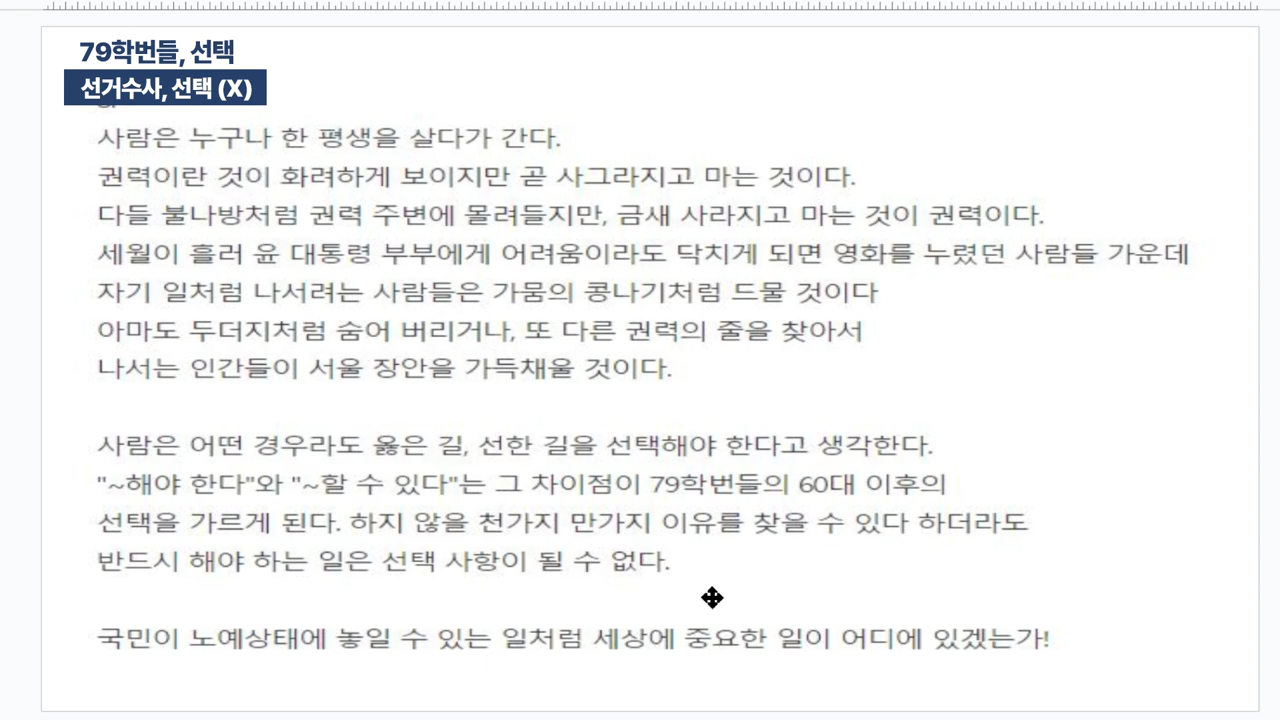 79학번들, 선택
선거수사, 선택 (X)
사람은 누구나 한 평생을 살다가 간다.
권력이란 것이 화려하게 보이지만 곧 사그라지고 마는 것이다.
다들 불나방처럼 권력 주변에 몰려들지만, 금새 사라지고 마는 것이 권력이다.
세월이 흘러 윤 대통령 부부에게 어려움이라도 닥치게 되면 영화를 누렸던 사람들 가운데
자기 일처럼 나서려는 사람들은 가뭄의 콩나기처럼 드물 것이다
아마도 두더지처럼 숨어 버리거나, 또 다른 권력의 줄을 찾아서
나서는 인간들이 서울 장안을 가득채울 것이다.
사람은 어떤 경우라도 옳은 길, 선한 길을 선택해야 한다고 생각한다.
"~해야 한다"와 "~할 수 있다"는 그 차이점이 79학번들의 60대 이후의
선택을 가르게 된다. 하지 않을 천가지 만가지 이유를 찾을 수 있다 하더라도
반드시 해야 하는 일은 선택 사항이 될 수 없다.
국민이 노예상태에 놓일 수 있는 일처럼 세상에 중요한 일이 어디에 있겠는가!